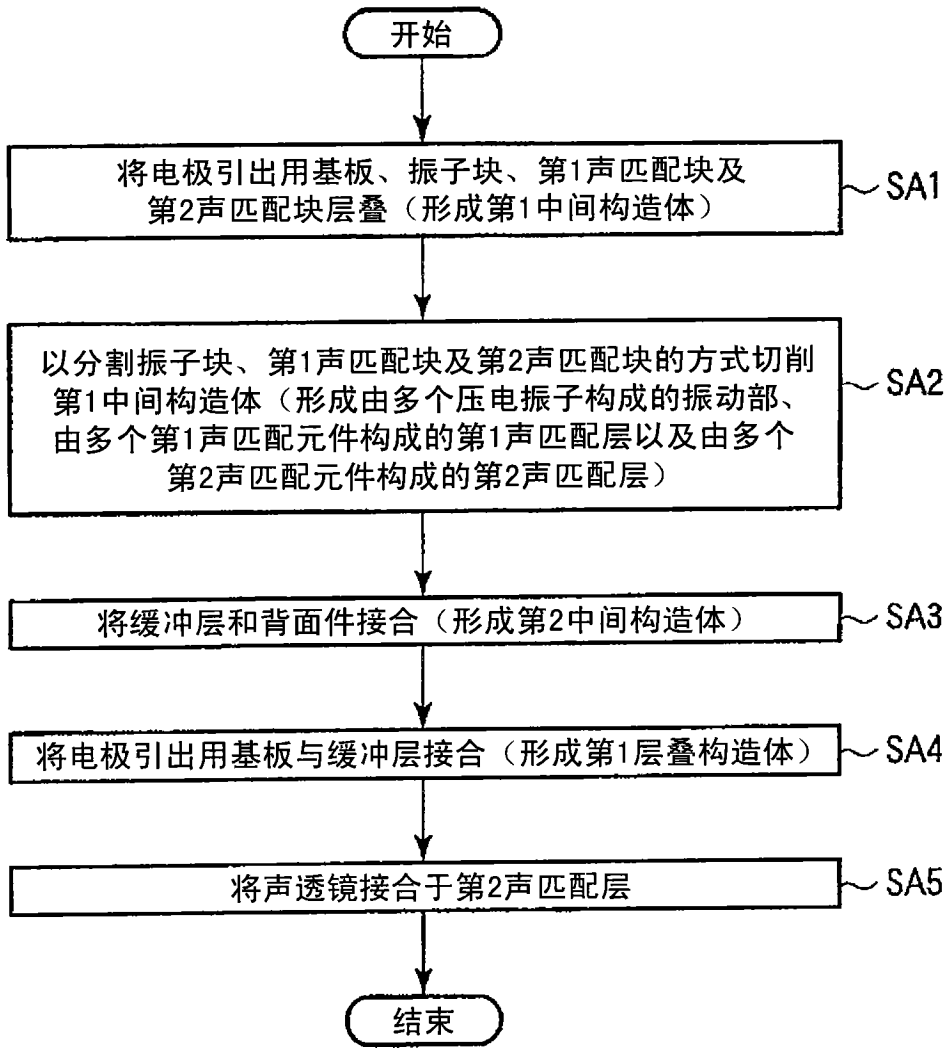 开始
将电极引出用基板、振子块、第1声匹配块及
第2声匹配块层叠（形成第1中间构造体）
SA1
以分割振子块、第1声匹配块及第2声匹配块的方式切削
第1中间构造体（形成由多个压电振子构成的振动部、
由多个第1声匹配元件构成的第1声匹配层以及由多个
第2声匹配元件构成的第2声匹配层）
SA2
将缓冲层和背面件接合（形成第2中间构造体）
SA3
将电极引出用基板与缓冲层接合（形成第1层叠构造体）
SA4
将声透镜接合于第2声匹配层
SA5
结束